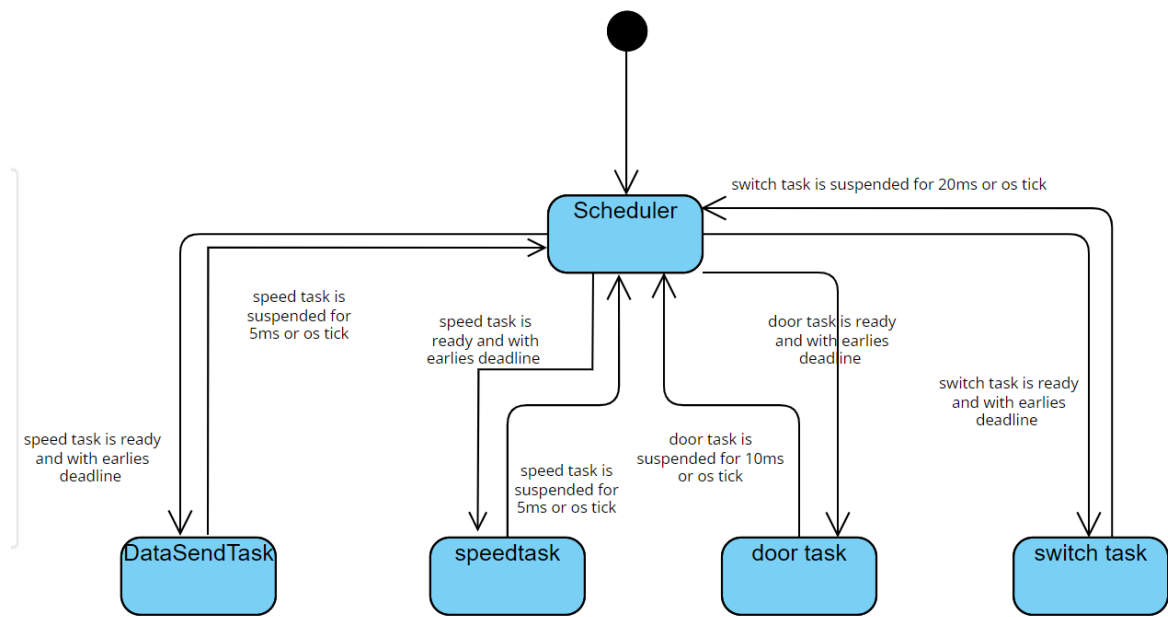 switch task is suspended for 20ms or os tick
Scheduler
speed task is
suspended for
5ms or os tick
speed task is
ready and with
earlies deadline
door task is ready
and with earlies
deadline
switch task is ready
and with earlies
deadline
speed task is ready
and with earlies
deadline
speed task is
suspended for
5ms or os tick
door task is
suspended for 10ms
or os tick
DataSendTask
speedtask
door task
switch task